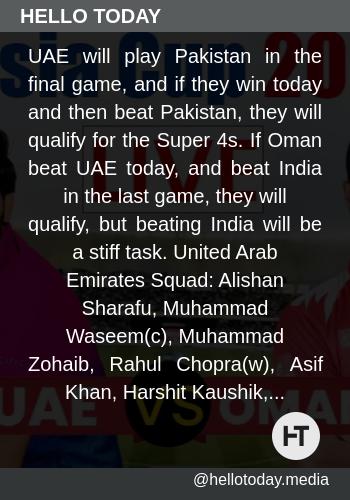 HELLO TODAY
UAE will play Pakistan in the
final game, and if they win today
and then beat Pakistan, they will
qualify for the Super 4s. If Oman
beat UAE today, and beat India
in the last game, they will
qualify, but beating India will be
a stiff task. United Arab
Emirates Squad: Alishan
Sharafu, Muhammad
Waseem(c), Muhammad
Zohaib, Rahul Chopra(w), Asif
Khan, Harshit Kaushik,...
UAE VS OMAN
HT
@hellotoday.media